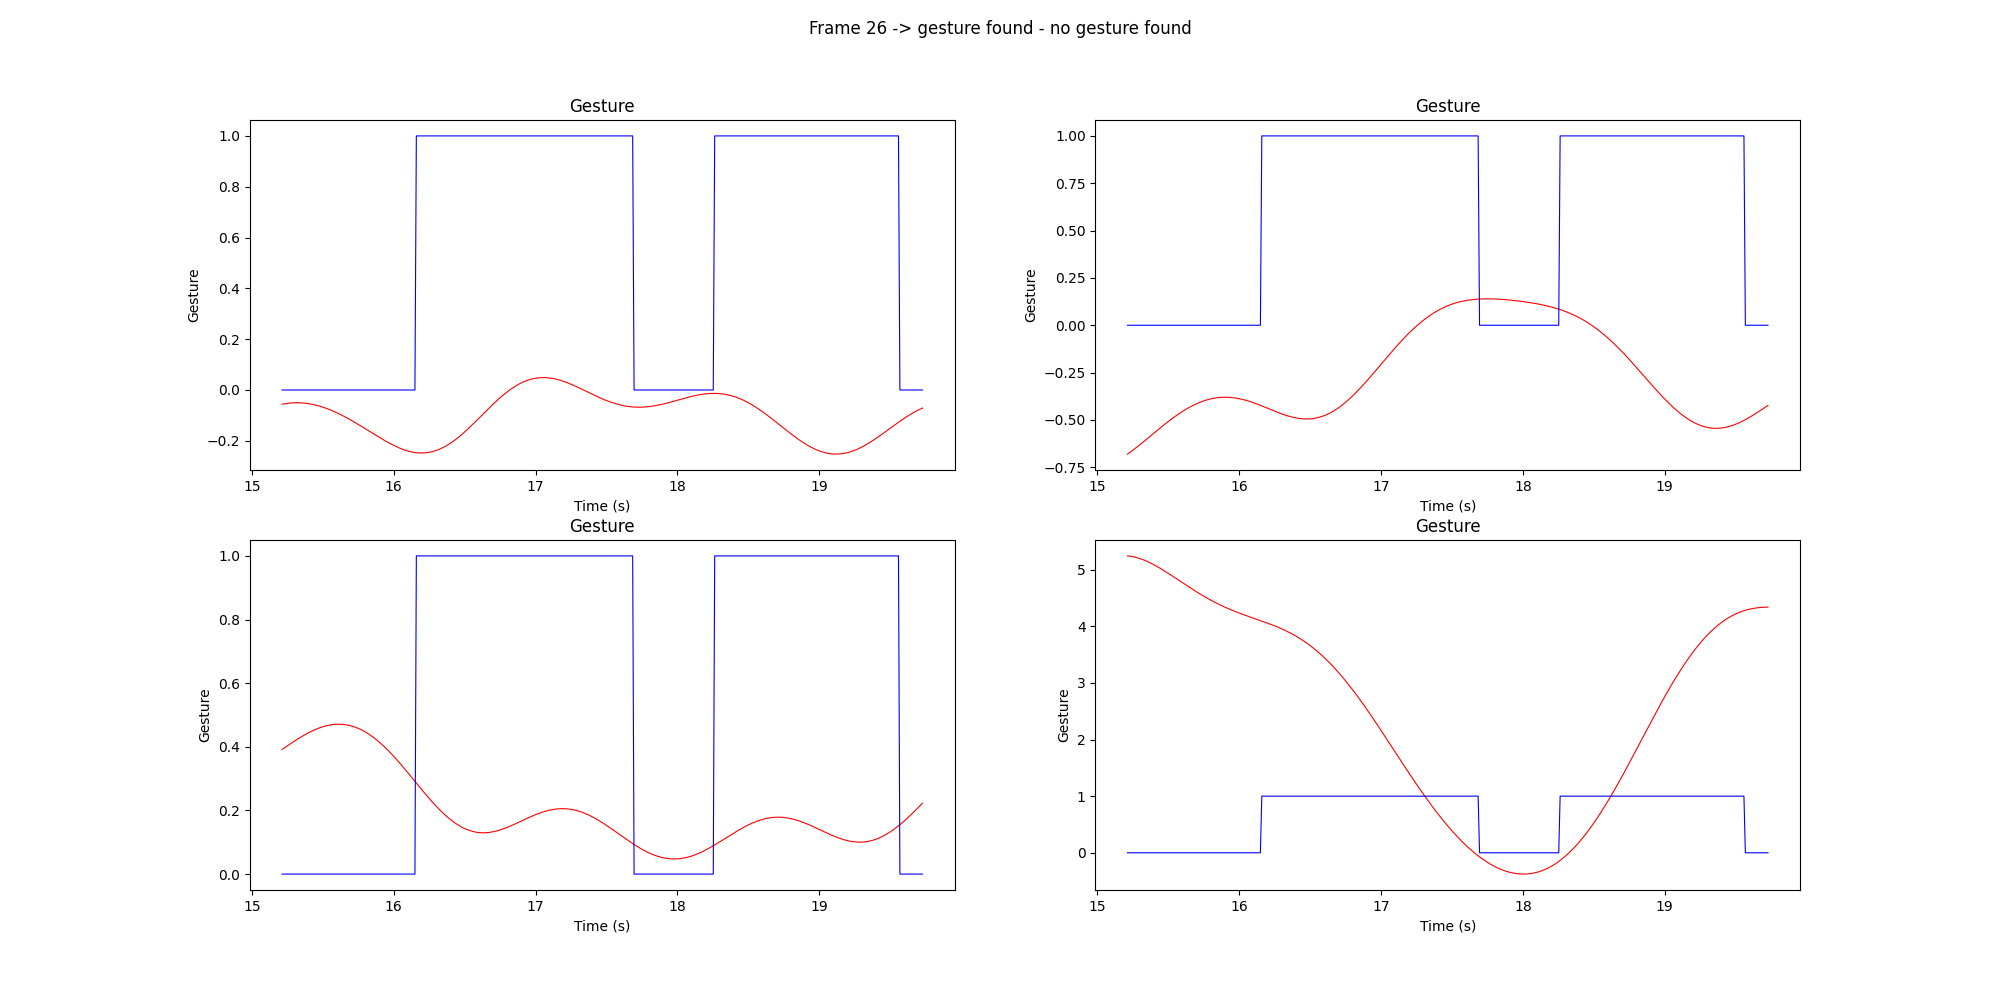 Frame 26 -> gesture found - no gesture found
Gesture
1.0
0.8
0.6
0.4
0.2
0.0
−0.2
Gesture
15 16 17 18 19
Time (s)
Gesture
1.00
0.75
0.50
0.25
0.00
−0.25
−0.50
−0.75
Gesture
15 16 17 18 19
Time (s)
Gesture
1.0
0.8
0.6
0.4
0.2
0.0
Gesture
15 16 17 18 19
Time (s)
Gesture
5
4
3
2
1
0
Gesture
15 16 17 18 19
Time (s)